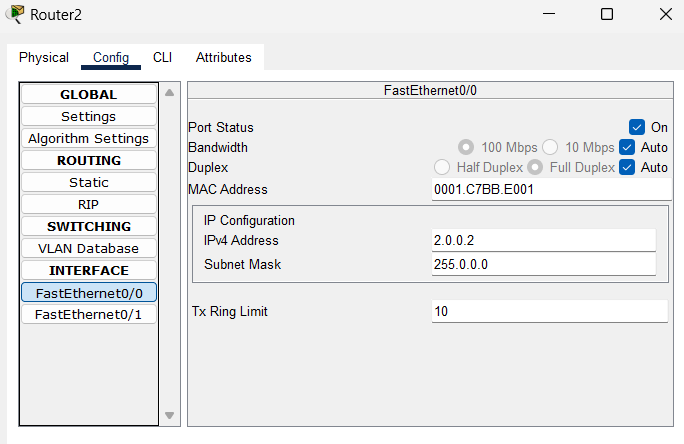 Router2
Physical Config CLI Attributes
GLOBAL
Settings
Algorithm Settings
ROUTING
Static
RIP
SWITCHING
VLAN Database
INTERFACE
FastEthernet0/0
FastEthernet0/1
FastEthernet0/0
Port Status On
Bandwidth 100 Mbps 10 Mbps Auto
Duplex Half Duplex Full Duplex Auto
MAC Address 0001.C7BB.E001
IP Configuration
IPv4 Address 2.0.0.2
Subnet Mask 255.0.0.0
Tx Ring Limit 10